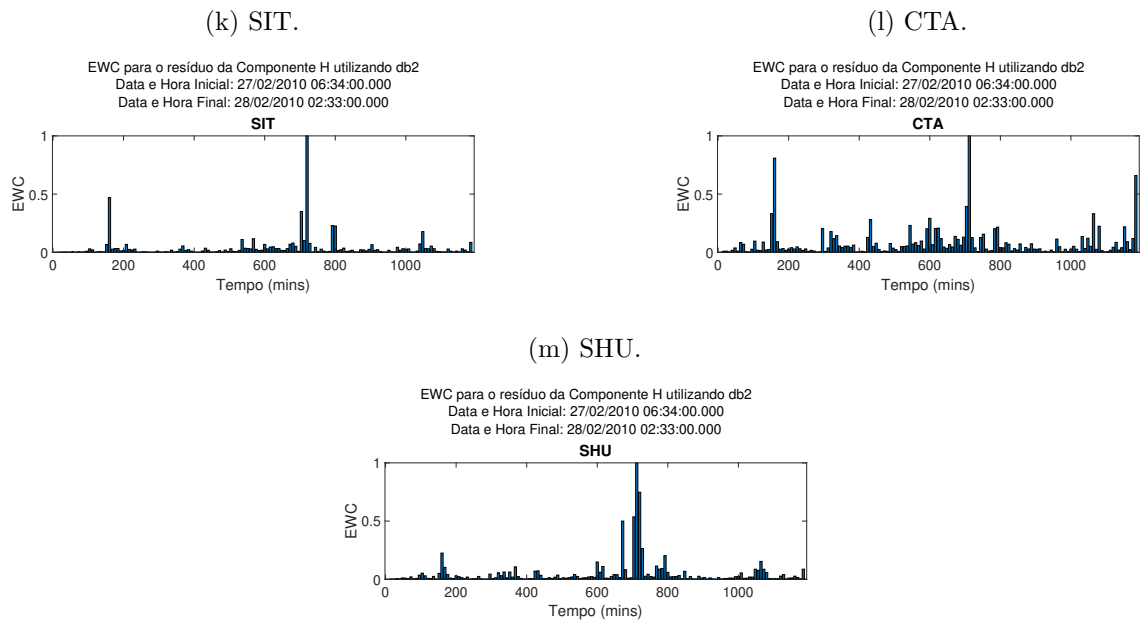 (k) SIT.
EWC para o resíduo da Componente H utilizando db2
Data e Hora Inicial: 27/02/2010 06:34:00.000
Data e Hora Final: 28/02/2010 02:33:00.000
SIT
1
0.5
0
EWC
0 200 400 600 800 1000
Tempo (mins)
(l) CTA.
EWC para o resíduo da Componente H utilizando db2
Data e Hora Inicial: 27/02/2010 06:34:00.000
Data e Hora Final: 28/02/2010 02:33:00.000
CTA
1
0.5
0
EWC
0 200 400 600 800 1000
Tempo (mins)
(m) SHU.
EWC para o resíduo da Componente H utilizando db2
Data e Hora Inicial: 27/02/2010 06:34:00.000
Data e Hora Final: 28/02/2010 02:33:00.000
SHU
1
0.5
0
EWC
0 200 400 600 800 1000
Tempo (mins)